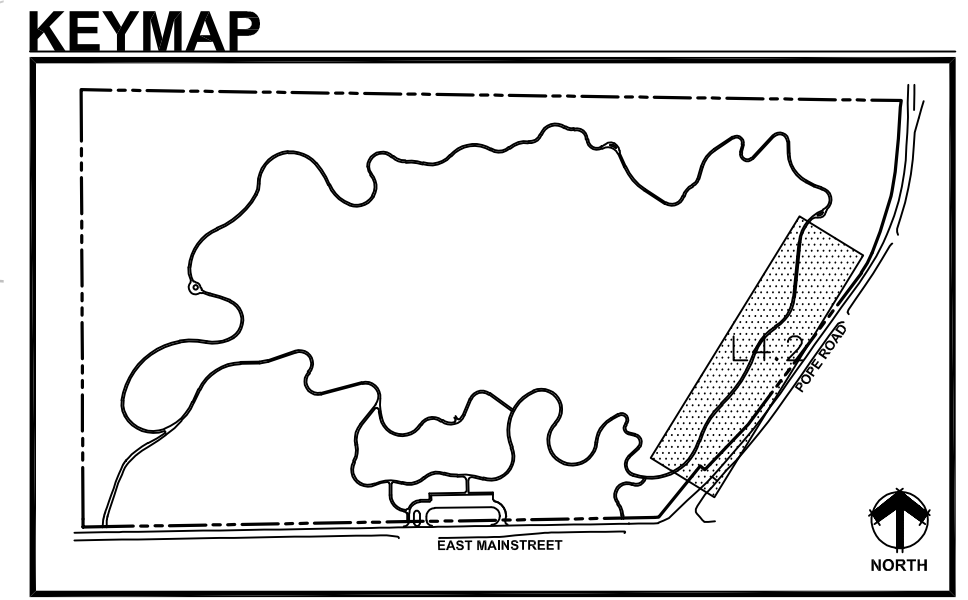 KEYMAP
L4.2
POPE ROAD
EAST MAINSTREET
NORTH